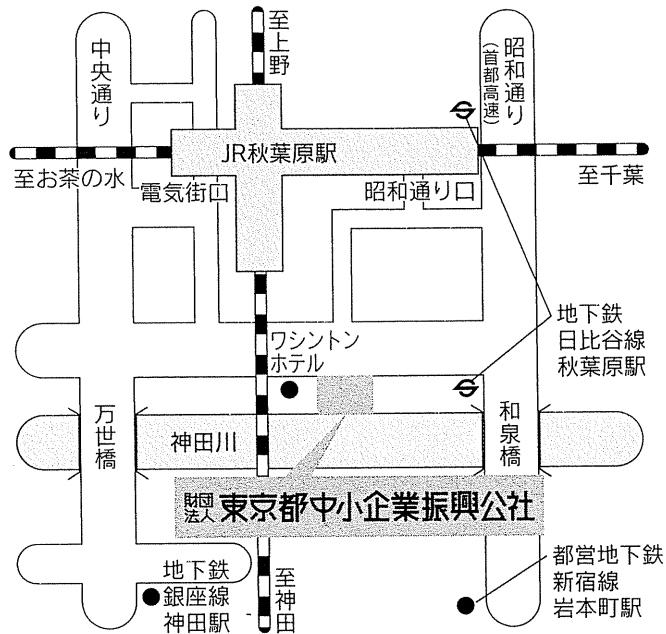 至上野
中央通り
昭和通り
(首都高速)
JR秋葉原駅
至お茶の水
電気街口
昭和通り口
至千葉
地下鉄
日比谷線
秋葉原駅
ワシントン
ホテル
万世橋
神田川
和泉橋
財団
法人
東京都中小企業振興公社
地下鉄
銀座線
神田駅
至神田
都営地下鉄
新宿線
岩本町駅